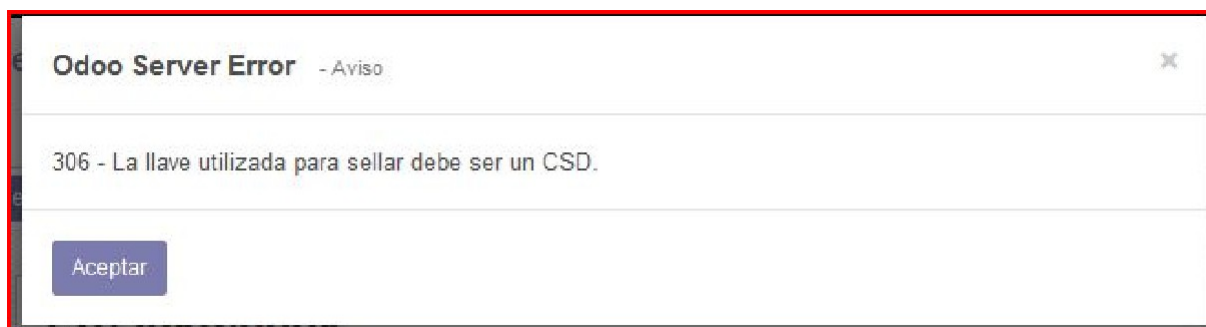 Odoo Server Error - Aviso ×
306 - La llave utilizada para sellar debe ser un CSD.
Aceptar